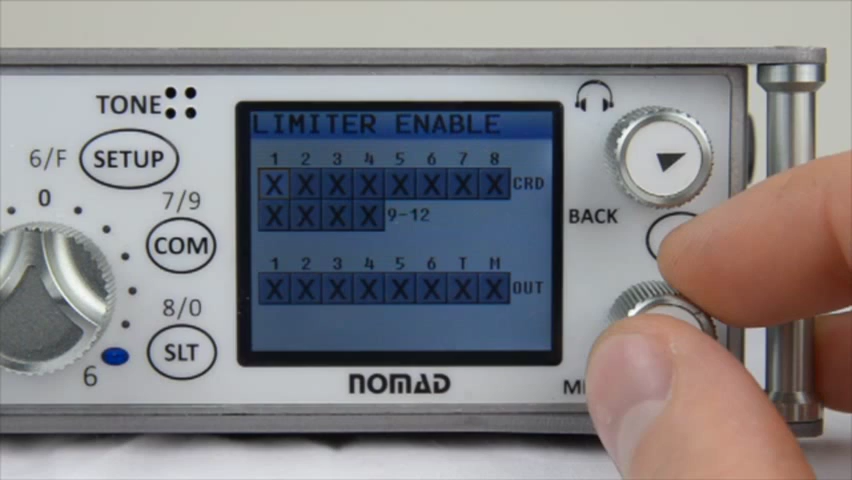 TONE
6/F SETUP
0
7/9
COM
8/0
SLT
6
LIMITER ENABLE
1 2 3 4 5 6 7 8
X X X X X X X X CRD
X X X X 9-12
1 2 3 4 5 6 T M
X X X X X X X X OUT
NOMAD
BACK